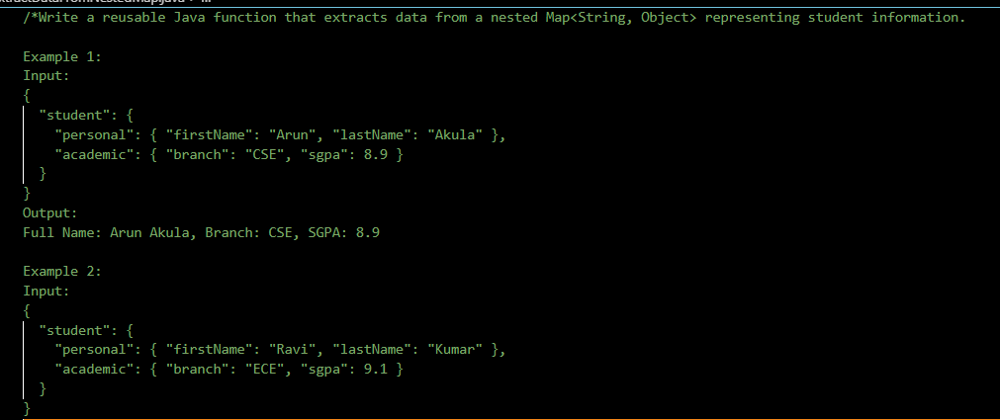 /*Write a reusable Java function that extracts data from a nested Map<String, Object> representing student information.
Example 1:
Input:
{
"student": {
"personal": { "firstName": "Arun", "lastName": "Akula" },
"academic": { "branch": "CSE", "sgpa": 8.9 }
}
}
Output:
Full Name: Arun Akula, Branch: CSE, SGPA: 8.9
Example 2:
Input:
{
"student": {
"personal": { "firstName": "Ravi", "lastName": "Kumar" },
"academic": { "branch": "ECE", "sgpa": 9.1 }
}
}